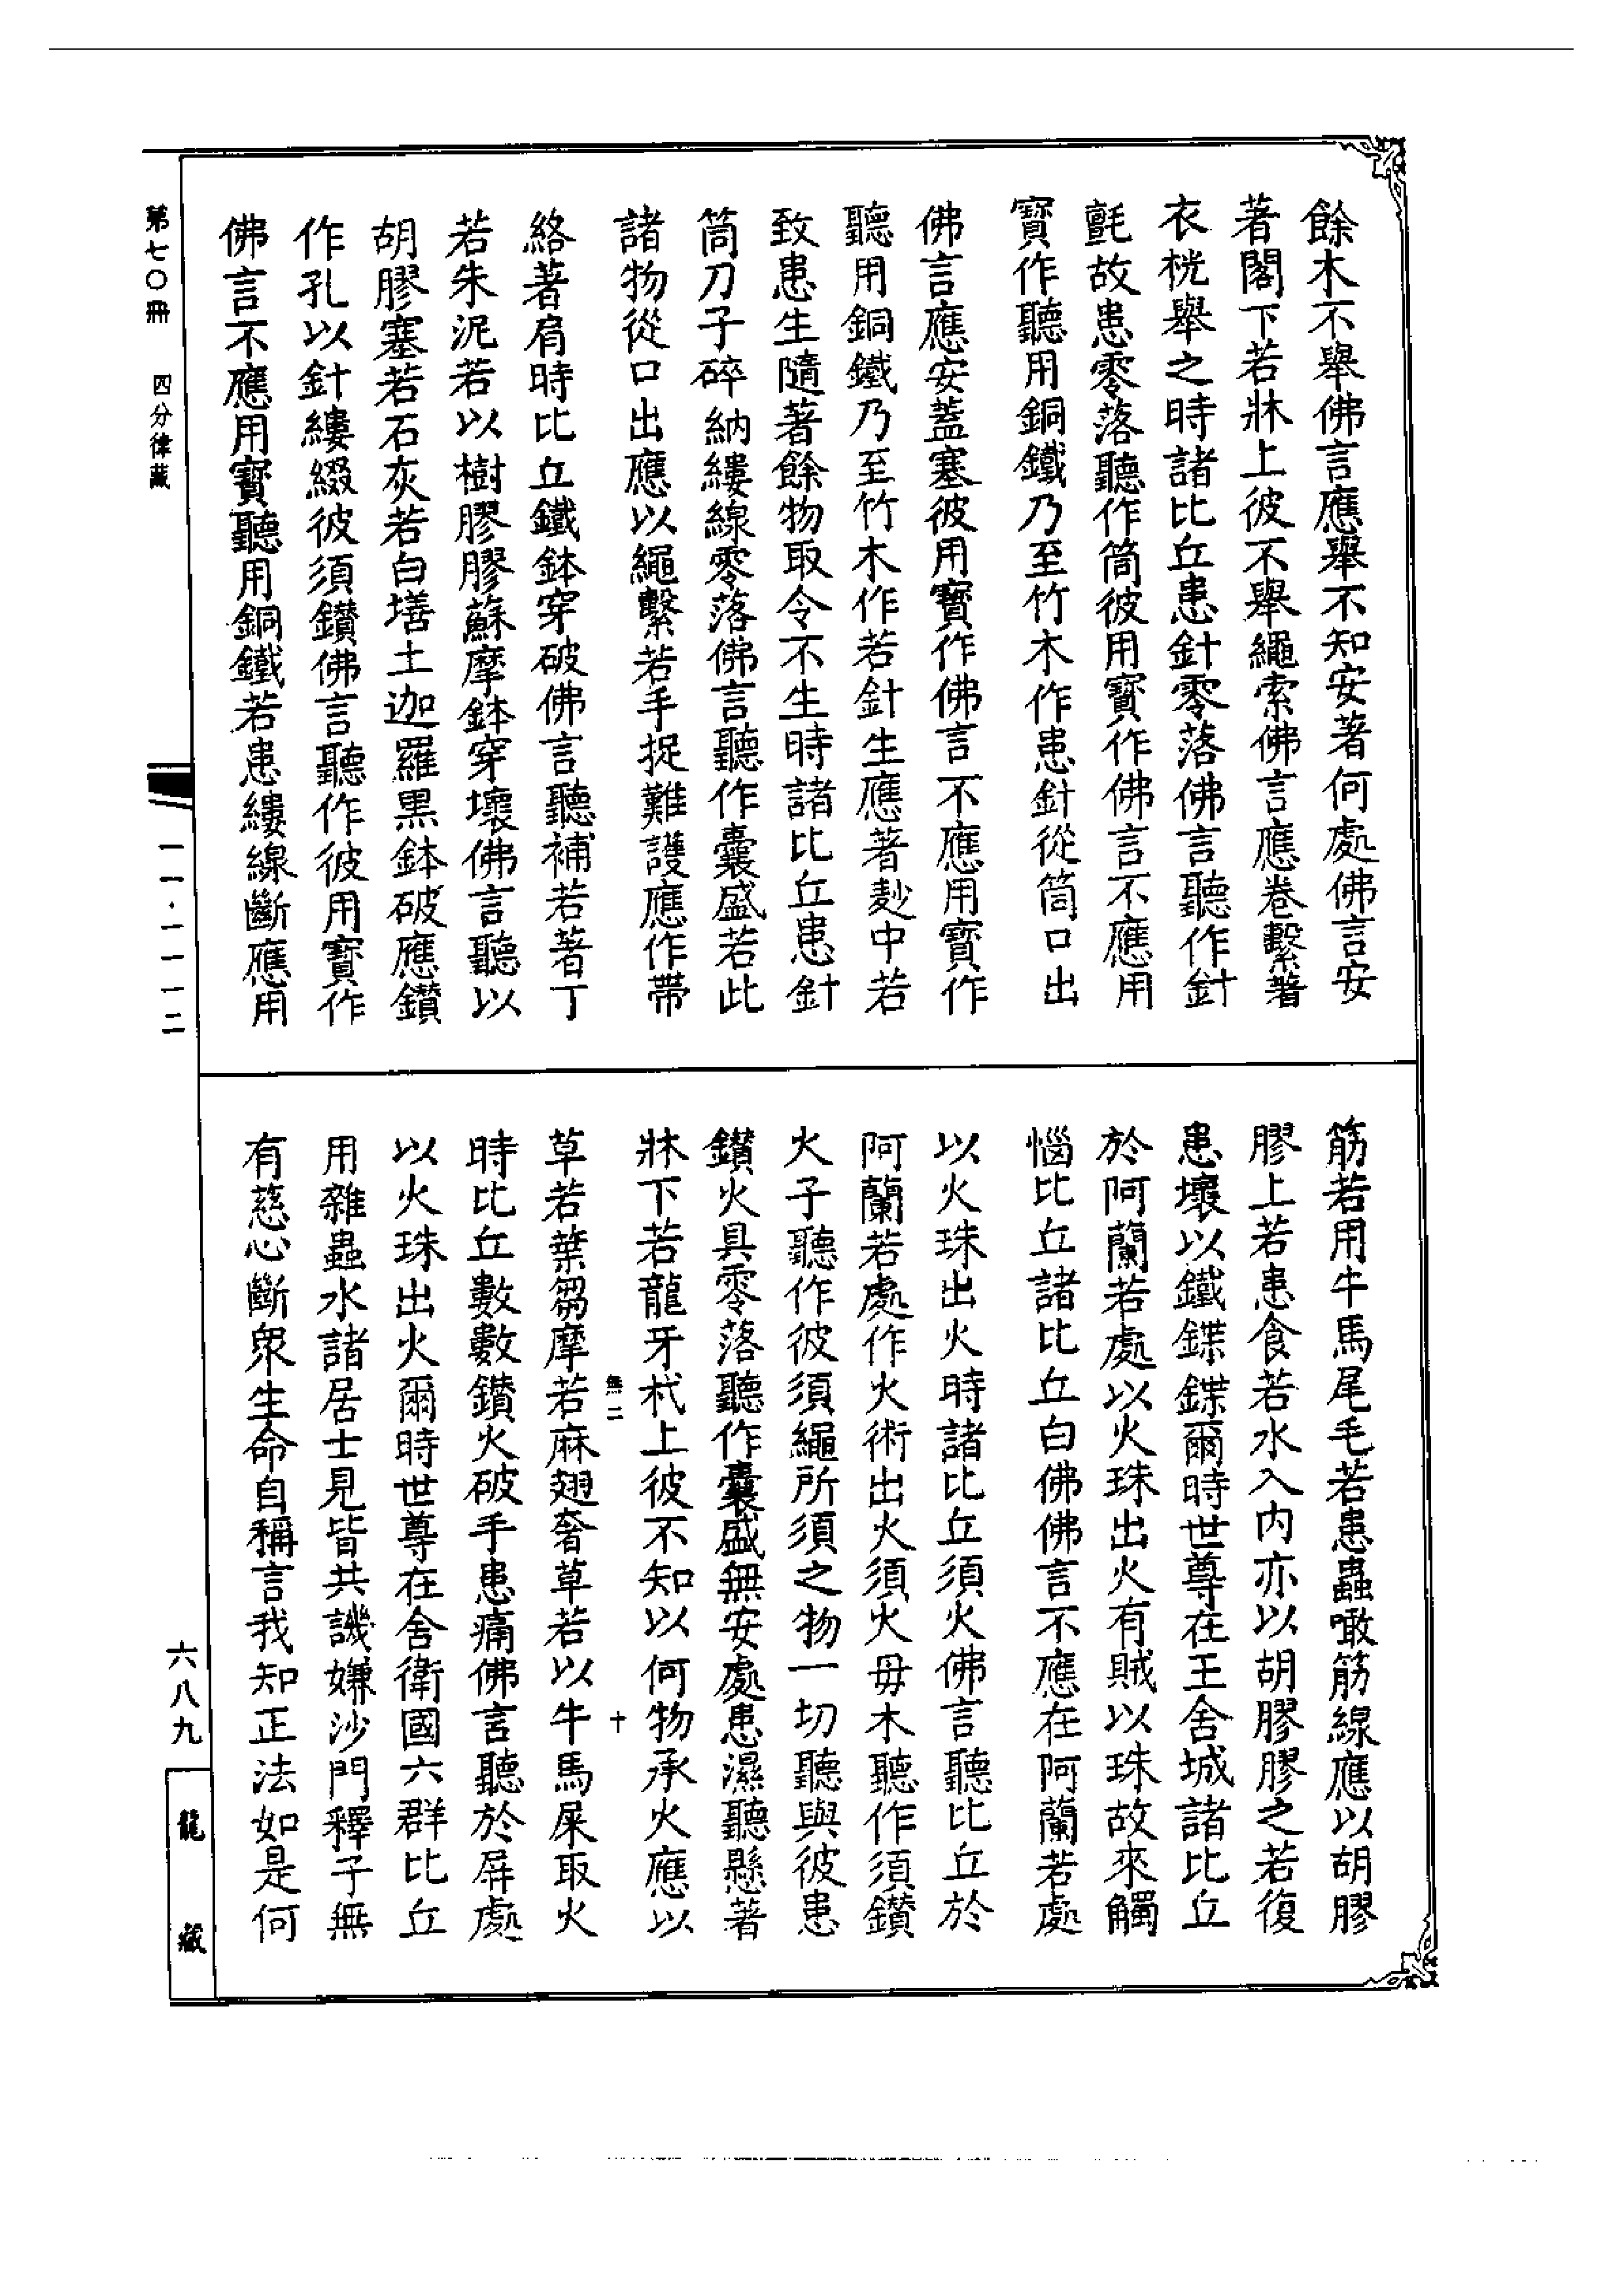 餘木不舉佛言應舉不知安著何處佛言安
著閣下若牀上彼不舉繩索佛言應卷繫著
衣桄舉之時諸比丘患針零落佛言聽作針
氈故患零落聽作筒彼用寶作佛言不應用
寶作聽用銅鐵乃至竹木作患針從筒口出
佛言應安蓋塞彼用寶作佛言不應用寶作
聽用銅鐵乃至竹木作若針生應著麨中若
致患生隨著餘物取令不生時諸比丘患針
筒刀子碎納縷線零落佛言聽作囊盛若此
諸物從口出應以繩繫若手捉難護應作帶
絡著肩時比丘鐵鉢穿破佛言聽補若著丁
若朱泥若以樹膠膠蘇摩鉢穿壞佛言聽以
胡膠塞若石灰若白墡土迦羅黑鉢破應鑽
作孔以針縷綴彼須鑽佛言聽作彼用寶作
佛言不應用寶聽用銅鐵若患縷線斷應用
筋若用牛馬尾毛若患蟲噉筋線應以胡膠
膠上若患食若水入內亦以胡膠膠之若復
患壞以鐵鍱鍱爾時世尊在王舍城諸比丘
於阿蘭若處以火珠出火有賊以珠故來觸
惱比丘諸比丘白佛佛言不應在阿蘭若處
以火珠出火時諸比丘須火佛言聽比丘於
阿蘭若處作火術出火須火毋木聽作須鑽
火子聽作彼須繩所須之物一切聽與彼患
鑽火具零落聽作囊盛無安處患濕聽懸著
牀下若龍牙杙上彼不知以何物承火應以
無二 十
草若葉芻摩若麻翅奢草若以牛馬屎取火
時比丘數數鑽火破手患痛佛言聽於屏處
以火珠出火爾時世尊在舍衛國六群比丘
用雜蟲水諸居士見皆共譏嫌沙門釋子無
有慈心斷眾生命自稱言我知正法如是何
第七〇冊 四分律藏
一一·一一一二
六八九
龍藏